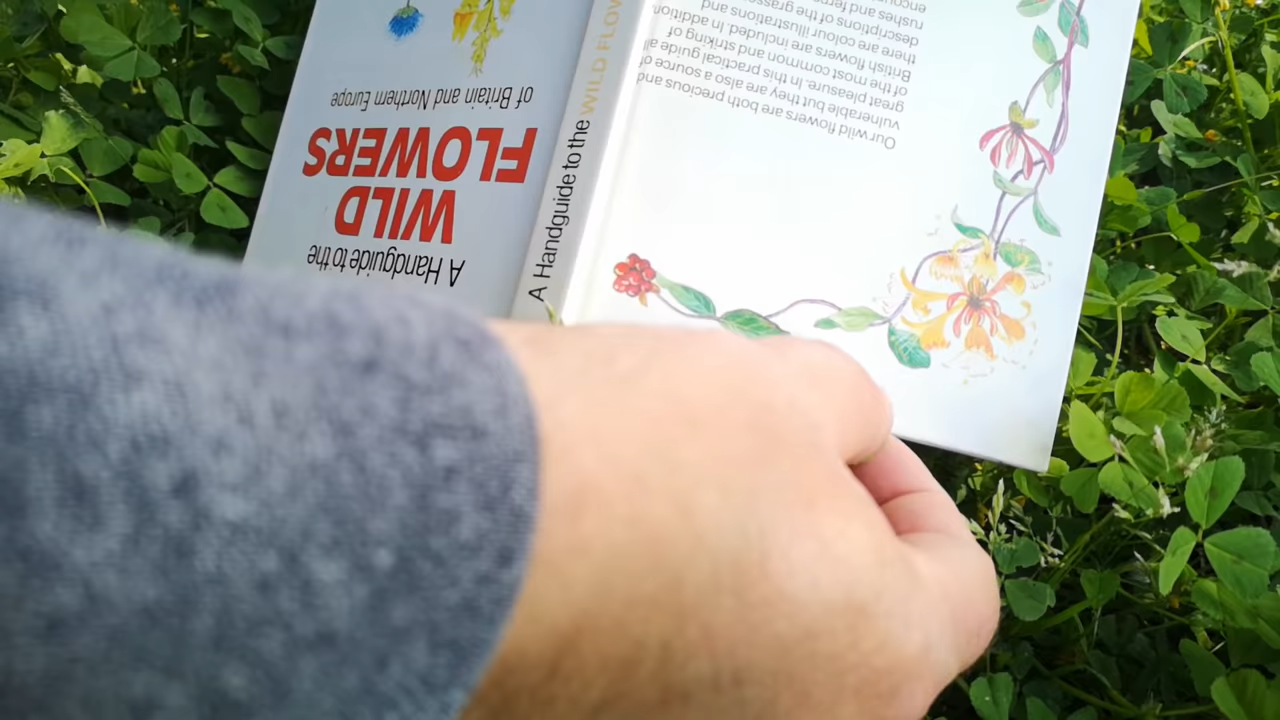 A Handguide to the
WILD
FLOWERS
of Britain and Northern Europe
A Handguide to the WILD FLOW
Our wild flowers are both precious and
vulnerable but they are also a source of
great pleasure. In this practical guide all
of the most common and striking of
British flowers are included. In addition,
there are colour illustrations and
descriptions of the grasses
rushes and ferns